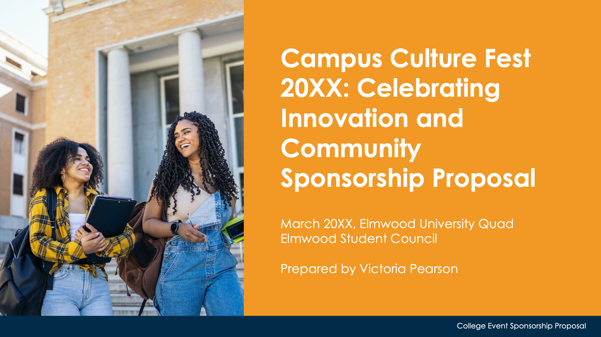 Campus Culture Fest
20XX: Celebrating
Innovation and
Community
Sponsorship Proposal
March 20XX, Elmwood University Quad
Elmwood Student Council
Prepared by Victoria Pearson
College Event Sponsorship Proposal